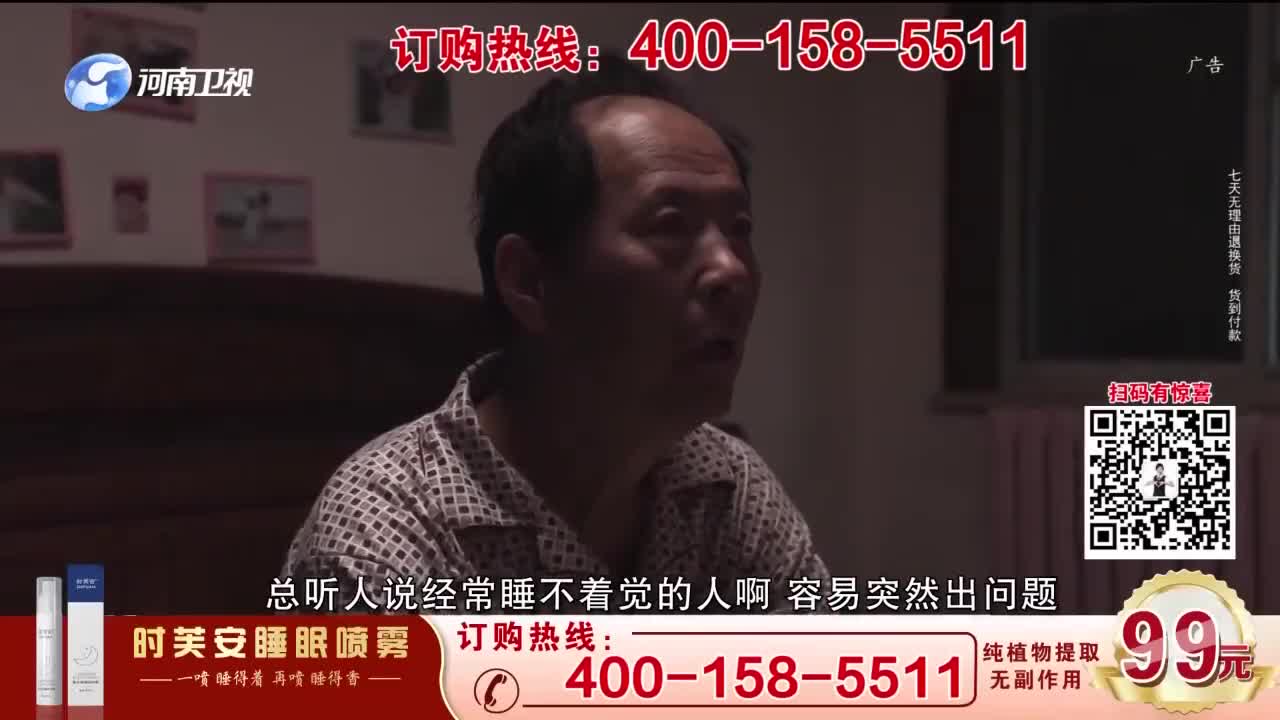 订购热线：400-158-5511
河南卫视
广告
七天无理由退换货 货到付款
扫码有惊喜
总听人说经常睡不着觉的人啊 容易突然出问题
时芙安
时芙安睡眠喷雾
一喷 睡得着 再喷 睡得香
订购热线：
400-158-5511
纯植物提取
无副作用
99元